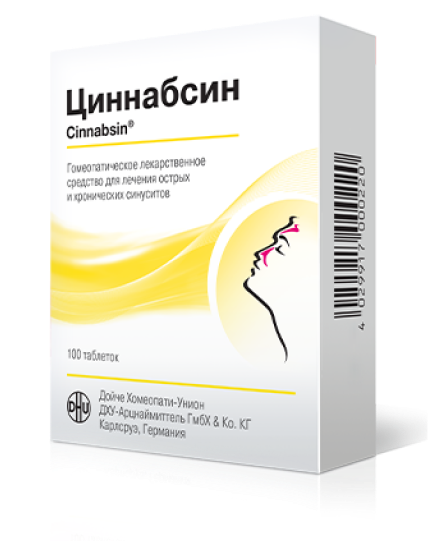 Циннабсин
Cinnabsin®
Гомеопатическое лекарственное
средство для лечения острых
и хронических синуситов
100 таблеток
DHU
Дойче Хомеопати-Унион
ДХУ-Арцнаймиттель ГмбХ & Ко. КГ
Карлсруэ, Германия
4 029917 000220